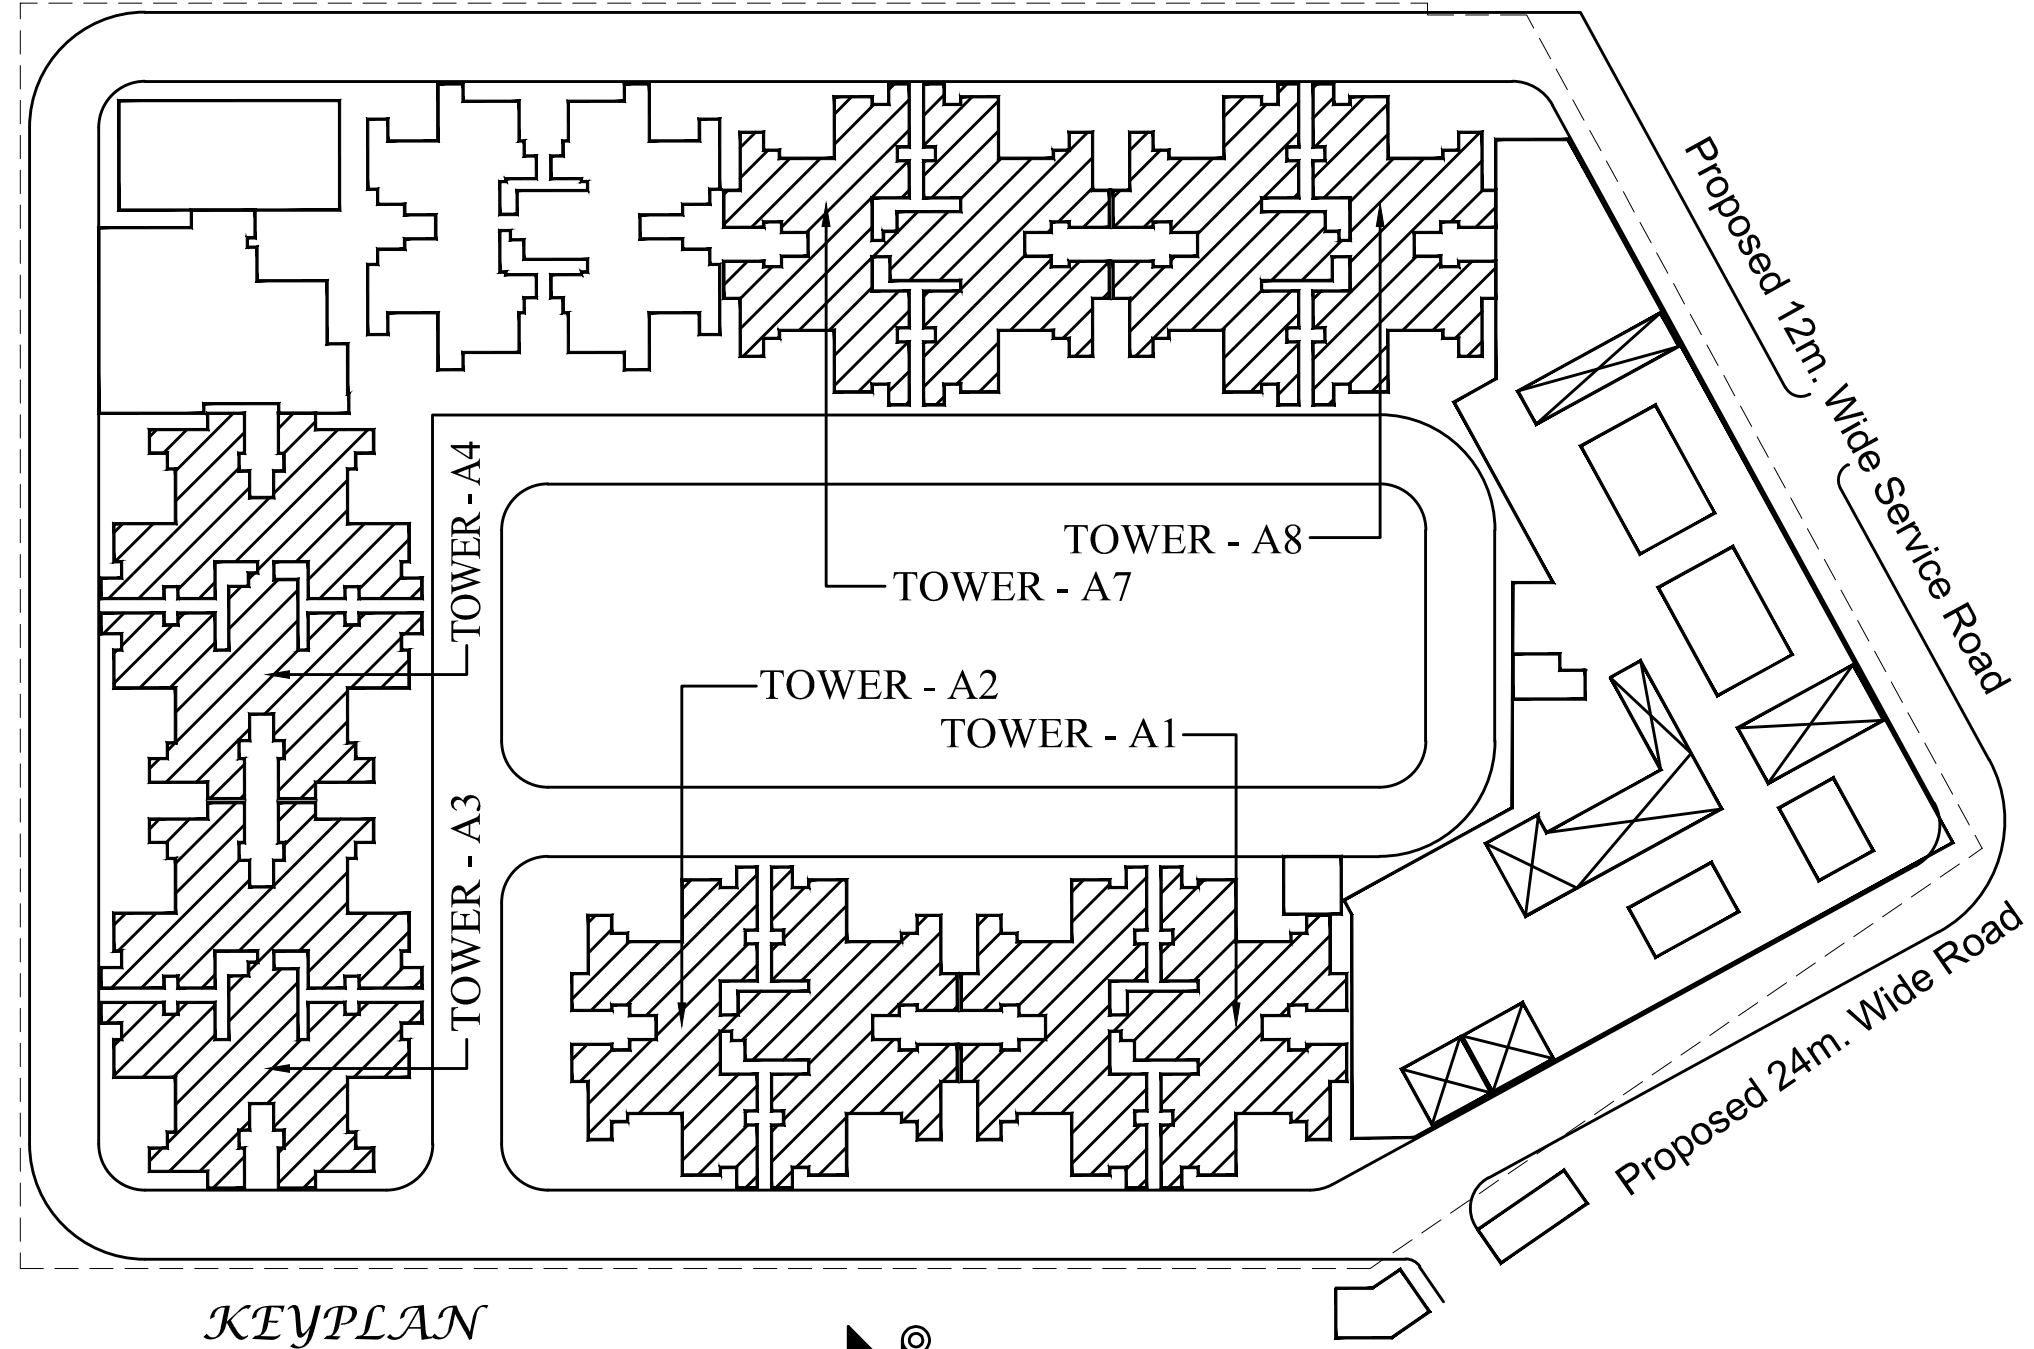 Proposed 12m. Wide Service Road
TOWER - A4
TOWER - A8
TOWER - A7
TOWER - A2
TOWER - A1
TOWER - A3
Proposed 24m. Wide Road
KEYPLAN